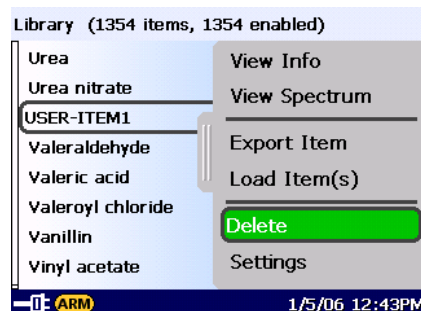 Library (1354 items, 1354 enabled)
Urea
Urea nitrate
USER-ITEM1
Valeraldehyde
Valeric acid
Valeroyl chloride
Vanillin
Vinyl acetate
View Info
View Spectrum
Export Item
Load Item(s)
Delete
Settings
ARM
1/5/06 12:43PM